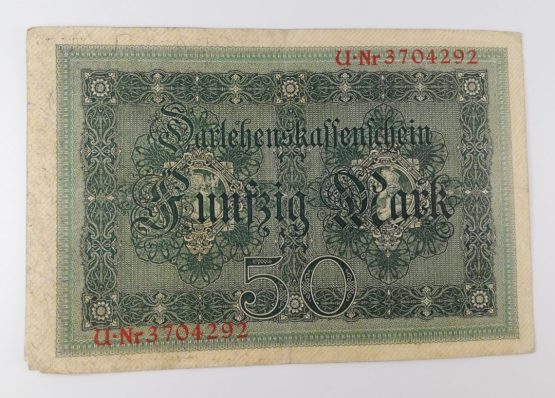 U·Nr 3704292
Darlehenskassenschein
Fünfzig Mark
50
U·Nr 3704292